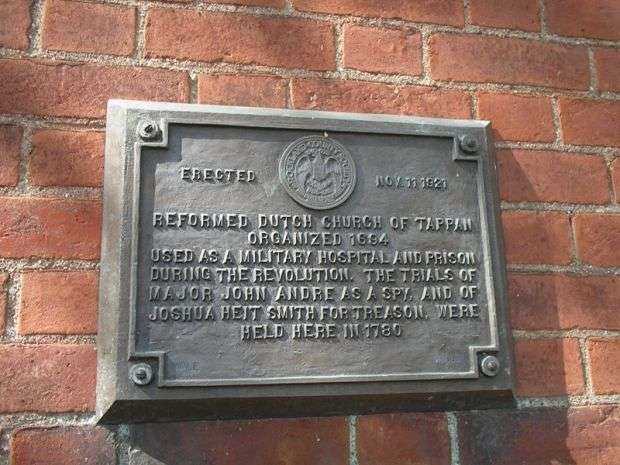 ERECTED NOV. 11 1921
REFORMED DUTCH CHURCH OF TAPPAN
ORGANIZED 1694
USED AS A MILITARY HOSPITAL AND PRISON
DURING THE REVOLUTION. THE TRIALS OF
MAJOR JOHN ANDRE AS A SPY, AND OF
JOSHUA HEIT SMITH FOR TREASON, WERE
HELD HERE IN 1780